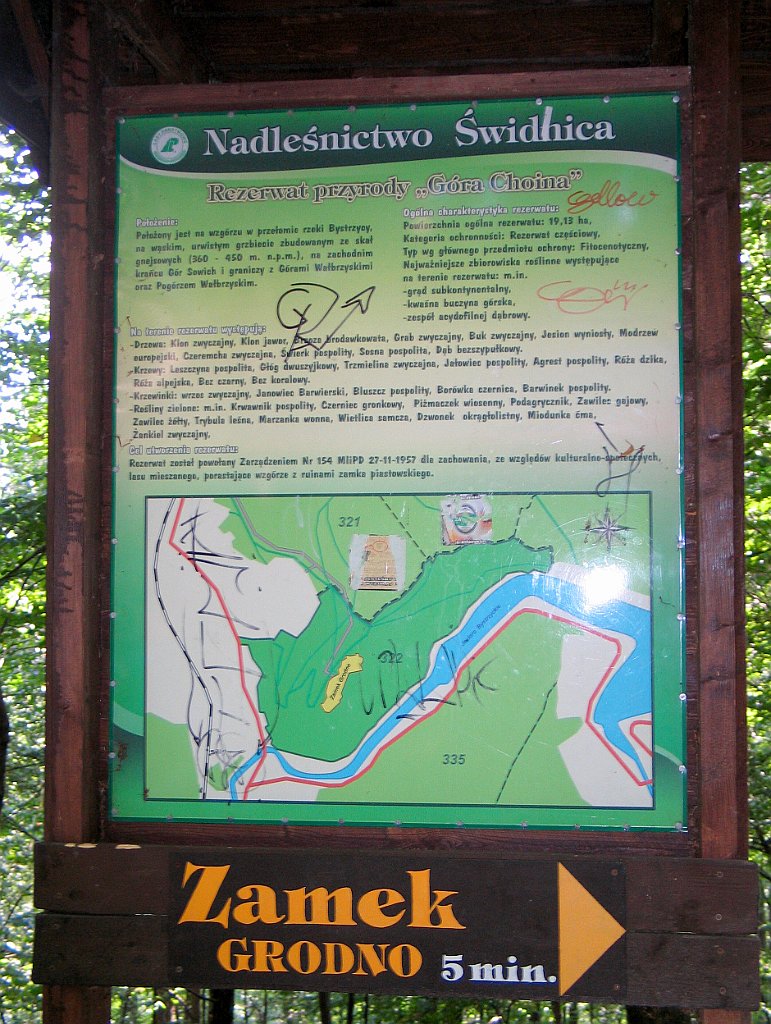 Nadleśnictwo Świdnica
Rezerwat przyrody „Góra Choina”
Położenie:
Położony jest na wzgórzu w przełomie rzeki Bystrzycy,
na wąskim, urwistym grzbiecie zbudowanym ze skał
gnejsowych (360 - 450 m. n.p.m.), na zachodnim
krańcu Gór Sowich i graniczy z Górami Wałbrzyskimi
oraz Pogórzem Wełbrzyskim.
Ogólna charakterystyka rezerwatu:
Powierzchnia ogólna rezerwatu: 19,13 ha,
Kategoria ochronności: Rezerwat częściowy,
Typ wg głównego przedmiotu ochrony: Fitocenotyczny,
Najważniejsze zbiorowiska roślinne występujące
na terenie rezerwatu: m.in.
-grąd subkontynentalny,
-kwaśna buczyna górska,
-zespół acydofilnej dąbrowy.
Na terenie rezerwatu występują:
-Drzewa: Klon zwyczajny, Klon jawor, Brzoza brodawkowata, Grab zwyczajny, Buk zwyczajny, Jesion wyniosły, Modrzew
europejski, Czeremcha zwyczajna, Świerk pospolity, Sosna pospolita, Dąb bezszypułkowy.
-Krzewy: Leszczyna pospolita, Głóg dwuszyjkowy, Trzmielina zwyczajna, Jałowiec pospolity, Agrest pospolity, Róża dzika,
Róża alpejska, Bez czarny, Bez koralowy.
-Krzewinki: wrzos zwyczajny, Janowiec Barwierski, Bluszcz pospolity, Borówka czernica, Barwinek pospolity.
-Rośliny zielone: m.in. Krwawnik pospolity, Czerniec gronkowy, Piżmaczek wiosenny, Podagrycznik, Zawilec gajowy,
Zawilec żółty, Trybula leśna, Marzanka wonna, Wietlica samcza, Dzwonek okrągłolistny, Miodunka ćma,
Żankiel zwyczajny,
Cel utworzenia rezerwatu:
Rezerwat został powołany Zarządzeniem Nr 154 MLiPD 27-11-1957 dla zachowania, ze względów kulturalno-społecznych,
lasu mieszanego, porastające wzgórze z ruinami zamka piastowskiego.
321
322
Zamek Grodno
Jezioro Bystrzyckie
335
Zamek
GRODNO 5 min.